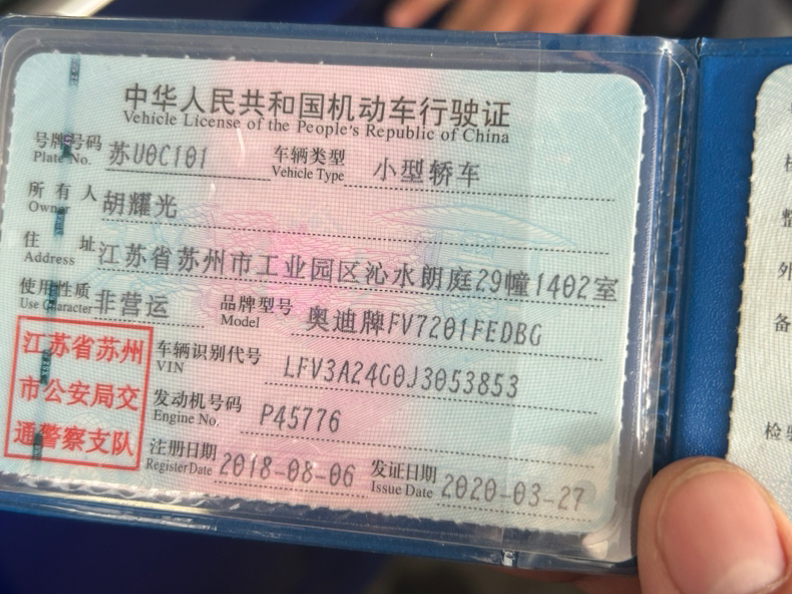 中华人民共和国机动车行驶证
Vehicle License of the People's Republic of China
号牌号码 苏U0C101 车辆类型 小型轿车
Plate No. Vehicle Type
所有人 胡耀光
Owner
住址 江苏省苏州市工业园区沁水朗庭29幢1402室
Address
使用性质 非营运 品牌型号 奥迪牌FV7201FEDBG
Use Character Model
江苏省苏州
市公安局交
通警察支队
车辆识别代号 LFV3A24G0J3053853
VIN
发动机号码 P45776
Engine No.
注册日期 2018-08-06 发证日期 2020-03-27
Register Date Issue Date
整
外
备
检验